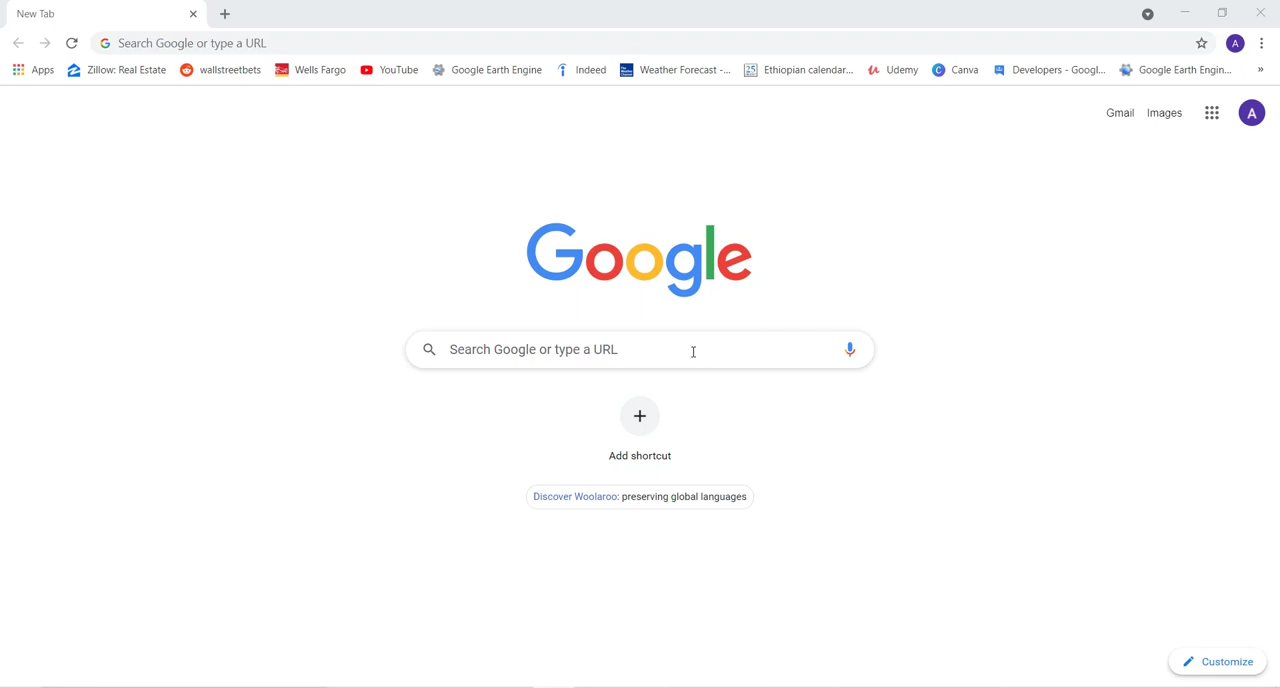 New Tab
Search Google or type a URL
Apps Zillow: Real Estate wallstreetbets Wells Fargo YouTube Google Earth Engine Indeed Weather Forecast -... Ethiopian calendar... Udemy Canva Developers - Googl... Google Earth Engin... »
Gmail Images A
Google
Search Google or type a URL
Add shortcut
Discover Woolaroo: preserving global languages
Customize